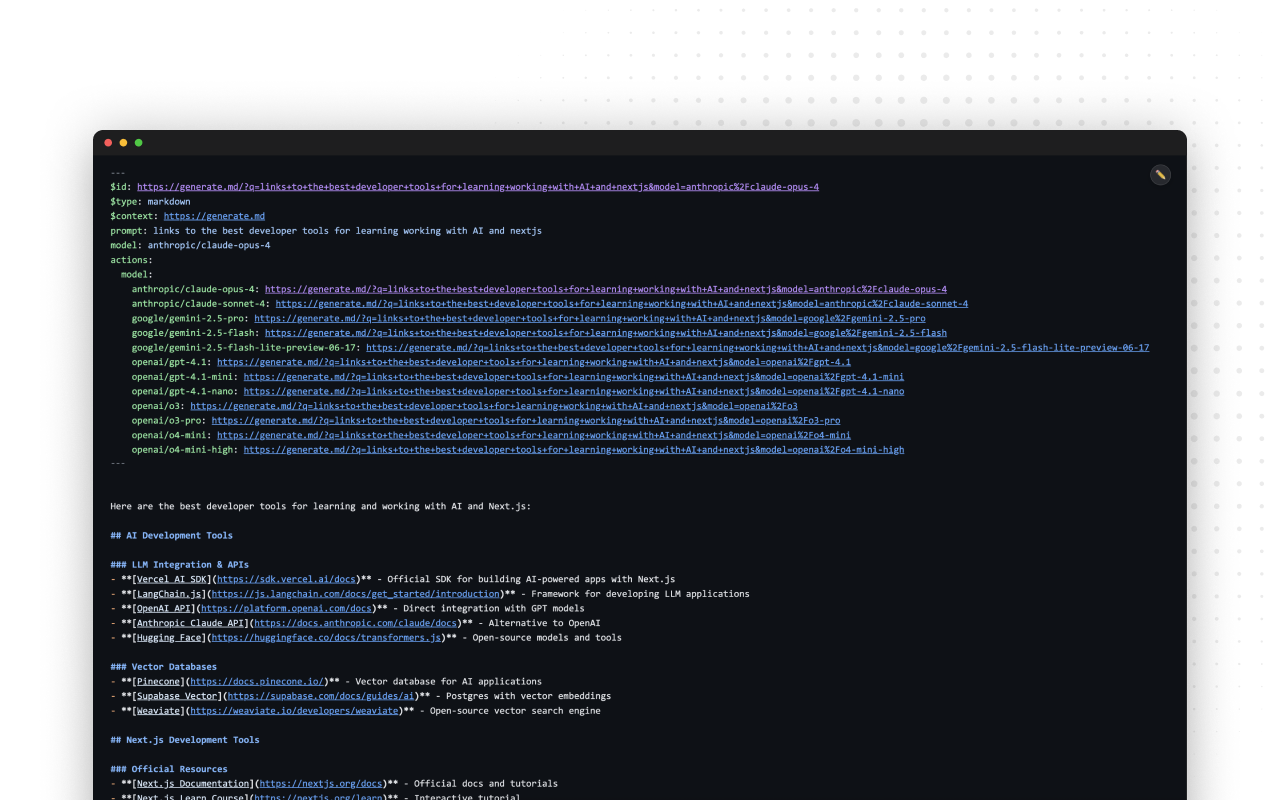 ---
$id: https://generate.md/?q=links+to+the+best+developer+tools+for+learning+working+with+AI+and+nextjs&model=anthropic%2Fclaude-opus-4
$type: markdown
$context: https://generate.md
prompt: links to the best developer tools for learning working with AI and nextjs
model: anthropic/claude-opus-4
actions:
  model:
    anthropic/claude-opus-4: https://generate.md/?q=links+to+the+best+developer+tools+for+learning+working+with+AI+and+nextjs&model=anthropic%2Fclaude-opus-4
    anthropic/claude-sonnet-4: https://generate.md/?q=links+to+the+best+developer+tools+for+learning+working+with+AI+and+nextjs&model=anthropic%2Fclaude-sonnet-4
    google/gemini-2.5-pro: https://generate.md/?q=links+to+the+best+developer+tools+for+learning+working+with+AI+and+nextjs&model=google%2Fgemini-2.5-pro
    google/gemini-2.5-flash: https://generate.md/?q=links+to+the+best+developer+tools+for+learning+working+with+AI+and+nextjs&model=google%2Fgemini-2.5-flash
    google/gemini-2.5-flash-lite-preview-06-17: https://generate.md/?q=links+to+the+best+developer+tools+for+learning+working+with+AI+and+nextjs&model=google%2Fgemini-2.5-flash-lite-preview-06-17
    openai/gpt-4.1: https://generate.md/?q=links+to+the+best+developer+tools+for+learning+working+with+AI+and+nextjs&model=openai%2Fgpt-4.1
    openai/gpt-4.1-mini: https://generate.md/?q=links+to+the+best+developer+tools+for+learning+working+with+AI+and+nextjs&model=openai%2Fgpt-4.1-mini
    openai/gpt-4.1-nano: https://generate.md/?q=links+to+the+best+developer+tools+for+learning+working+with+AI+and+nextjs&model=openai%2Fgpt-4.1-nano
    openai/o3: https://generate.md/?q=links+to+the+best+developer+tools+for+learning+working+with+AI+and+nextjs&model=openai%2Fo3
    openai/o3-pro: https://generate.md/?q=links+to+the+best+developer+tools+for+learning+working+with+AI+and+nextjs&model=openai%2Fo3-pro
    openai/o4-mini: https://generate.md/?q=links+to+the+best+developer+tools+for+learning+working+with+AI+and+nextjs&model=openai%2Fo4-mini
    openai/o4-mini-high: https://generate.md/?q=links+to+the+best+developer+tools+for+learning+working+with+AI+and+nextjs&model=openai%2Fo4-mini-high
---
Here are the best developer tools for learning and working with AI and Next.js:
## AI Development Tools
### LLM Integration & APIs
- **[Vercel AI SDK](https://sdk.vercel.ai/docs)** - Official SDK for building AI-powered apps with Next.js
- **[LangChain.js](https://js.langchain.com/docs/get_started/introduction)** - Framework for developing LLM applications
- **[OpenAI API](https://platform.openai.com/docs)** - Direct integration with GPT models
- **[Anthropic Claude API](https://docs.anthropic.com/claude/docs)** - Alternative to OpenAI
- **[Hugging Face](https://huggingface.co/docs/transformers.js)** - Open-source models and tools
### Vector Databases
- **[Pinecone](https://docs.pinecone.io/)** - Vector database for AI applications
- **[Supabase Vector](https://supabase.com/docs/guides/ai)** - Postgres with vector embeddings
- **[Weaviate](https://weaviate.io/developers/weaviate)** - Open-source vector search engine
## Next.js Development Tools
### Official Resources
- **[Next.js Documentation](https://nextjs.org/docs)** - Official docs and tutorials
- **[Next.js Learn Course](https://nextjs.org/learn)** - Interactive tutorial